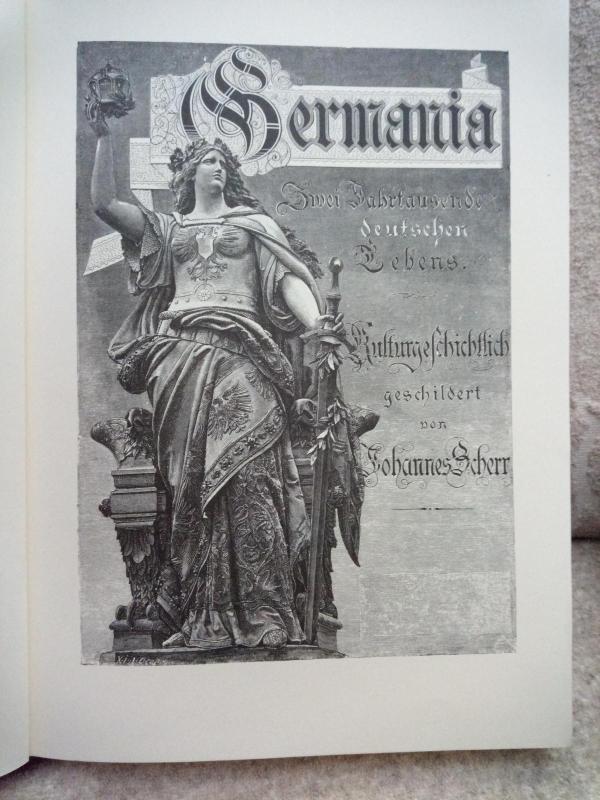 Germania
Zwei Jahrtausende
deutschen
Lebens.
Kulturgeschichtlich
geschildert
von
Johannes Scherr